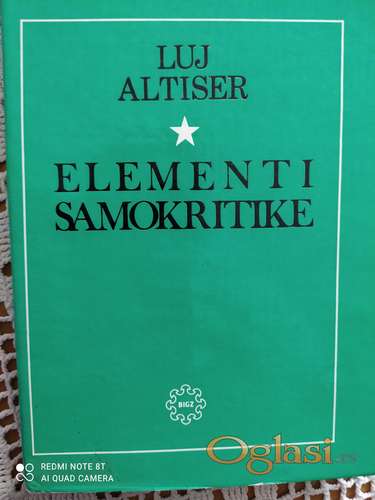 LUJ
ALTISER
ELEMENTI
SAMOKRITIKE
BIGZ
REDMI NOTE 8T
AI QUAD CAMERA
Oglasi.rs